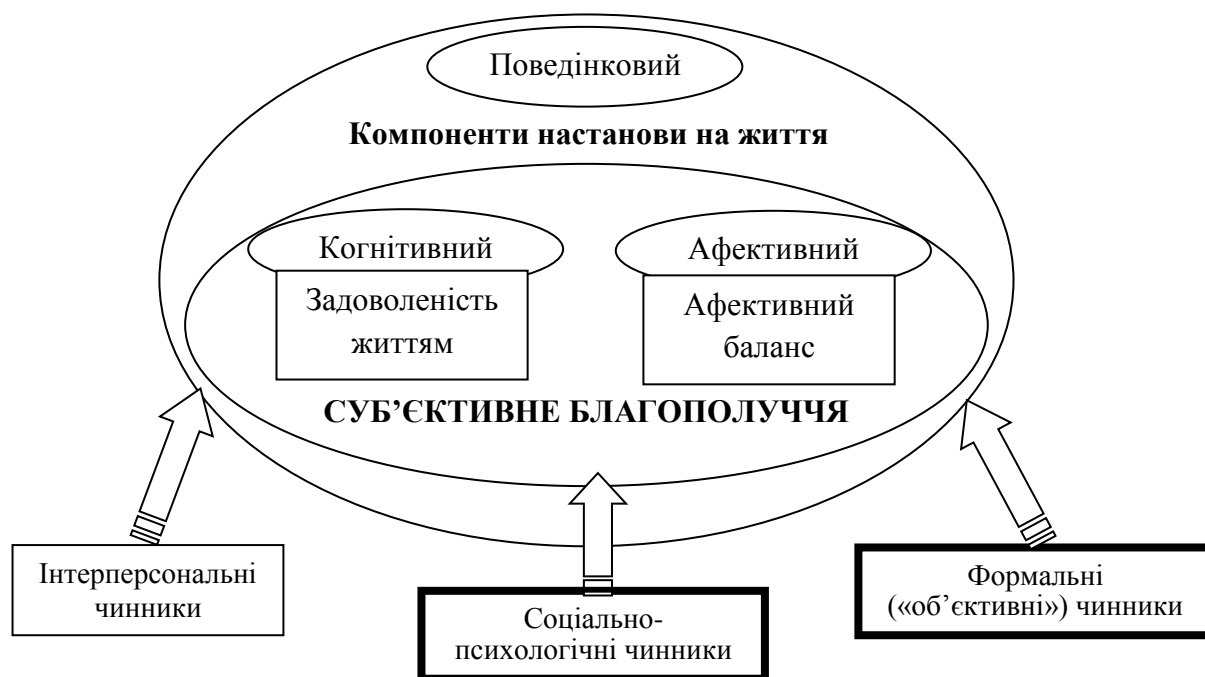 Поведінковий
Компоненти настанови на життя
Когнітивний
Афективний
Задоволеність
життям
Афективний
баланс
СУБ’ЄКТИВНЕ БЛАГОПОЛУЧЧЯ
Інтерперсональні
чинники
Соціально-
психологічні чинники
Формальні
(«об’єктивні») чинники